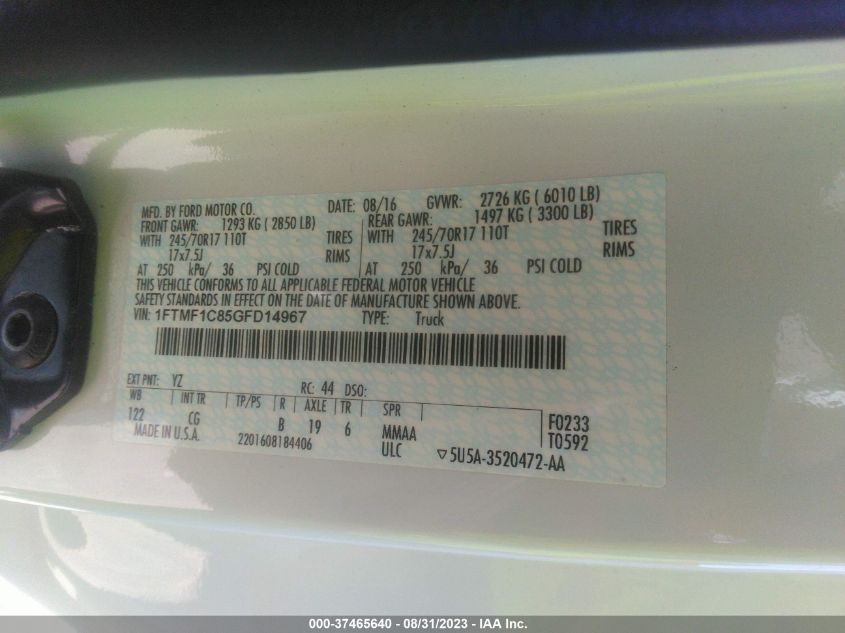 MFD. BY FORD MOTOR CO. DATE: 08/16 GVWR: 2726 KG ( 6010 LB)
FRONT GAWR: 1293 KG ( 2850 LB) REAR GAWR: 1497 KG ( 3300 LB)
WITH 245/70R17 110T TIRES WITH 245/70R17 110T TIRES
17x7.5J RIMS 17x7.5J RIMS
AT 250 kPa/ 36 PSI COLD AT 250 kPa/ 36 PSI COLD
THIS VEHICLE CONFORMS TO ALL APPLICABLE FEDERAL MOTOR VEHICLE
SAFETY STANDARDS IN EFFECT ON THE DATE OF MANUFACTURE SHOWN ABOVE.
VIN: 1FTMF1C85GFD14967 TYPE: Truck
EXT PNT: YZ RC: 44 DSO:
WB INT TR TP/PS R AXLE TR SPR F0233
122 CG B 19 6 MMAA T0592
MADE IN U.S.A. 2201608184406 ULC ▽5U5A-3520472-AA
000-37465640 - 08/31/2023 - IAA Inc.